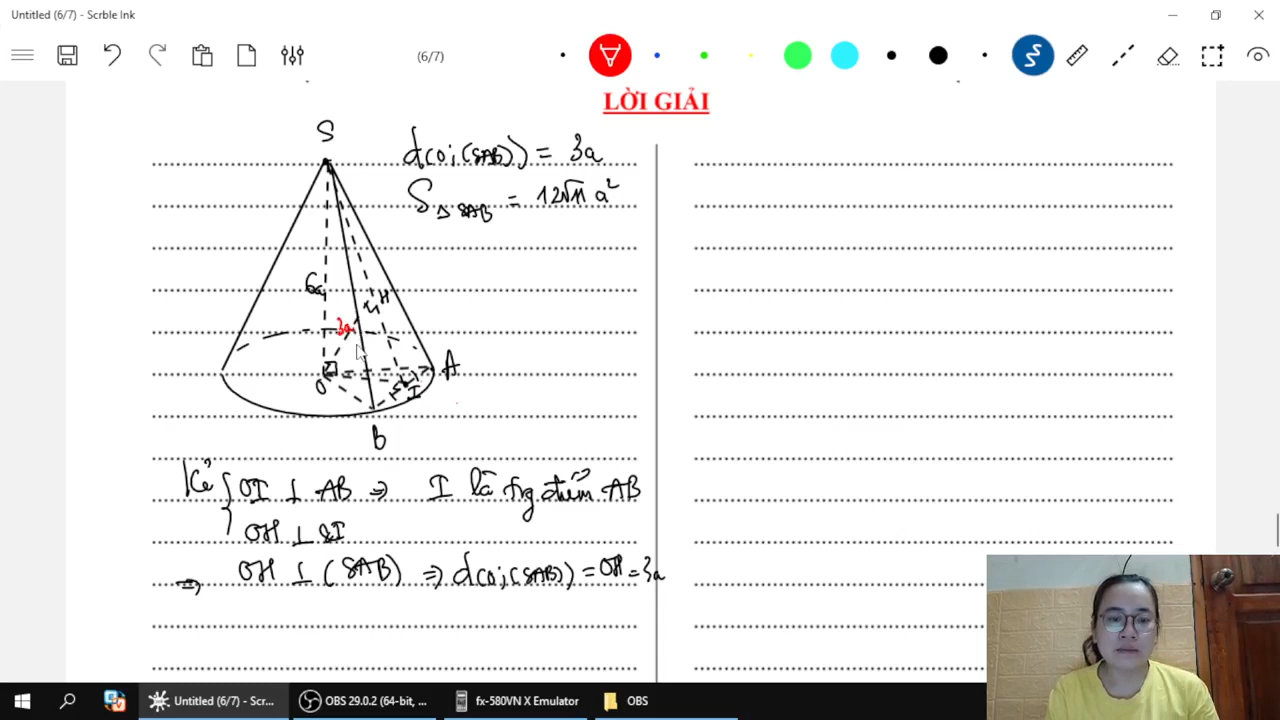 Untitled (6/7) - Scrble Ink
(6/7)
LỜI GIẢI
S
d(O;(SAB)) = 3a
S△SAB = 12√11 a²
6a
H
3a
O
I
A
B
Kẻ { OI ⊥ AB ⇒ I là trg điểm AB
OH ⊥ SI
⇒ OH ⊥ (SAB) ⇒ d(O;(SAB)) = OH = 3a
Untitled (6/7) - Scr...
OBS 29.0.2 (64-bit, ...
fx-580VN X Emulator
OBS